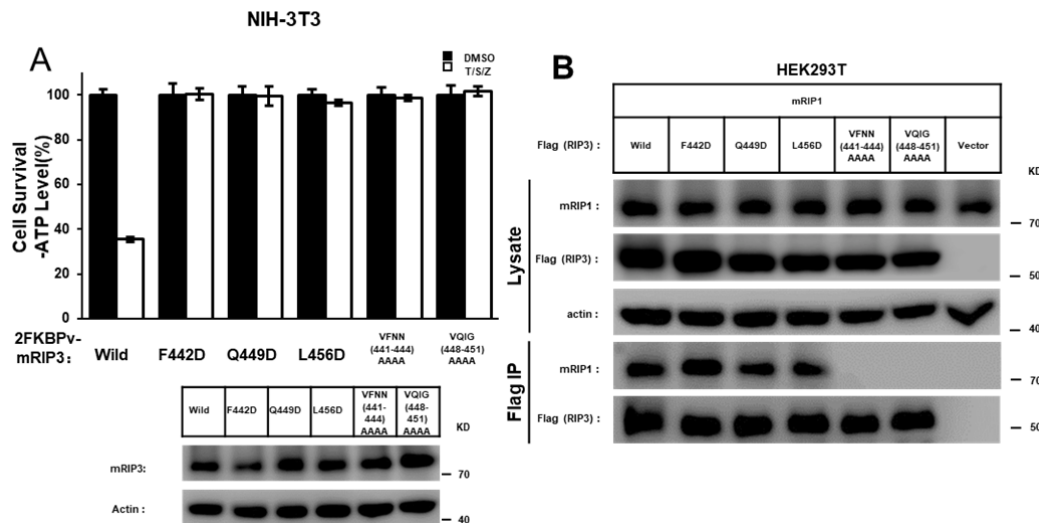 NIH-3T3
A
DMSO
T/S/Z
Cell Survival
-ATP Level(%)
100
80
60
40
20
0
2FKBPv-
mRIP3:
Wild
F442D
Q449D
L456D
VFNN
(441-444)
AAAA
VQIG
(448-451)
AAAA
Wild
F442D
Q449D
L456D
VFNN
(441-
444)
AAAA
VQIG
(448-
451)
AAAA
KD
mRIP3:
70
Actin :
40
B
HEK293T
mRIP1
Flag (RIP3) :
Wild
F442D
Q449D
L456D
VFNN
(441-444)
AAAA
VQIG
(448-451)
AAAA
Vector
KD
Lysate
mRIP1 :
70
Flag (RIP3) :
50
actin :
40
Flag IP
mRIP1 :
70
Flag (RIP3) :
50